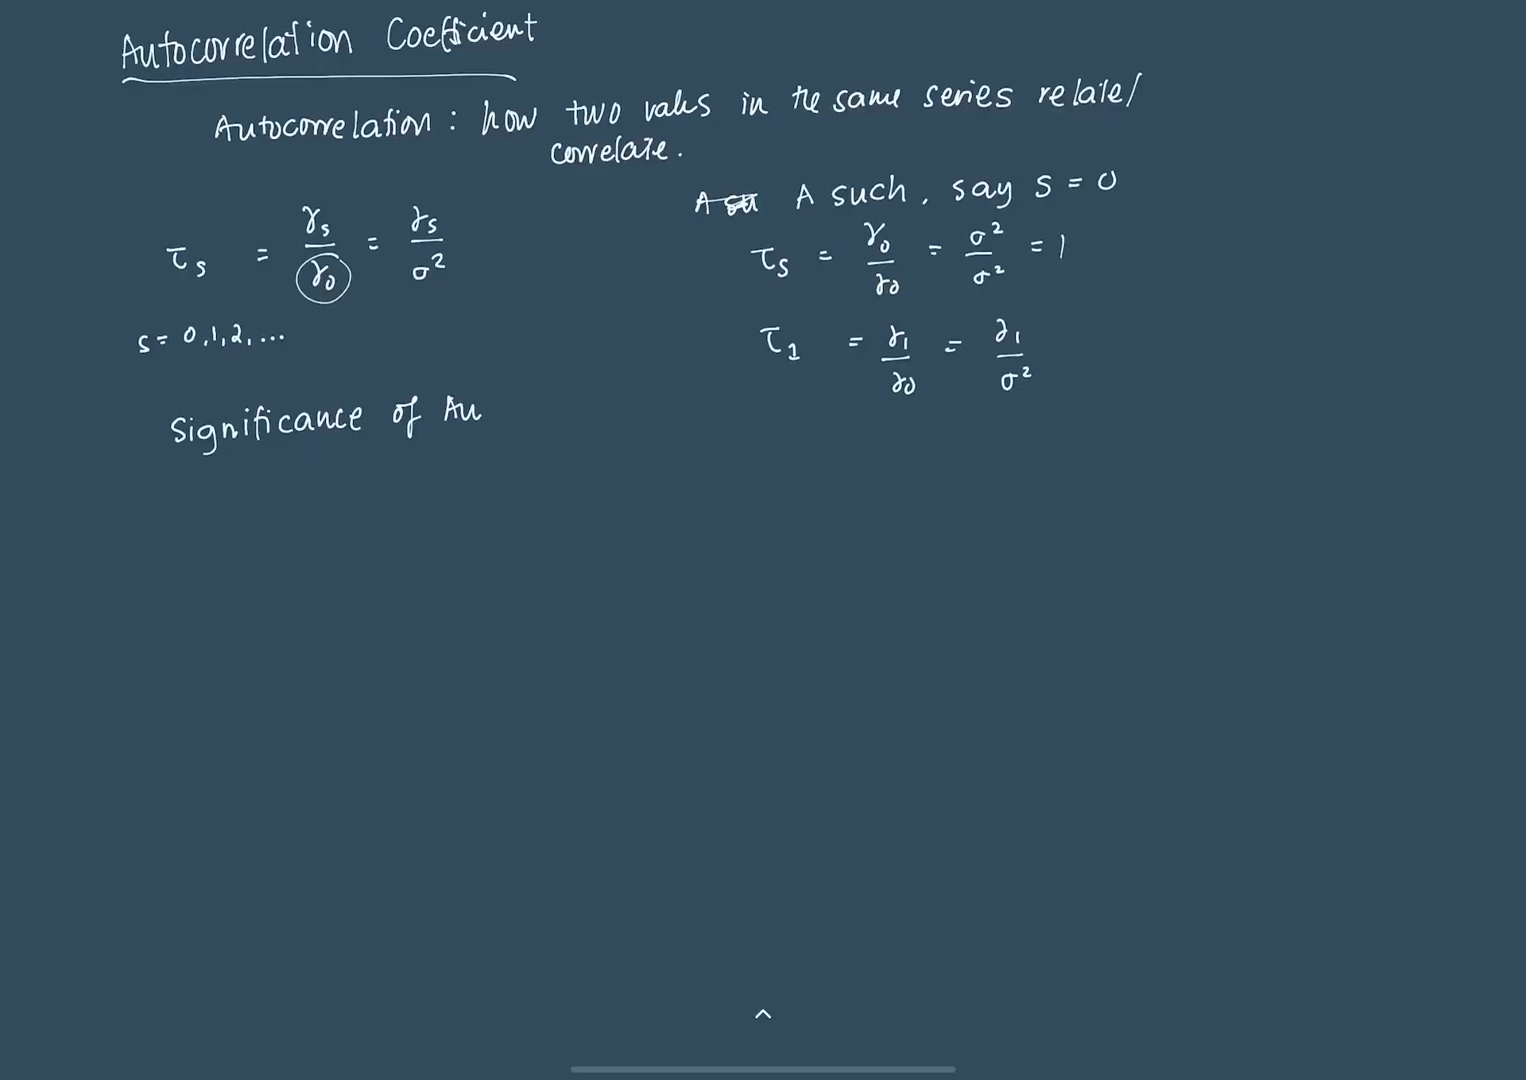 Autocorrelation Coefficient
Autocorrelation : how two values in the same series relate/
correlate.
τₛ = γₛ/γ₀ = γₛ/σ²
s = 0,1,2,...
A such, say s = 0
τₛ = γ₀/γ₀ = σ²/σ² = 1
τ₁ = γ₁/γ₀ = γ₁/σ²
Significance of Au